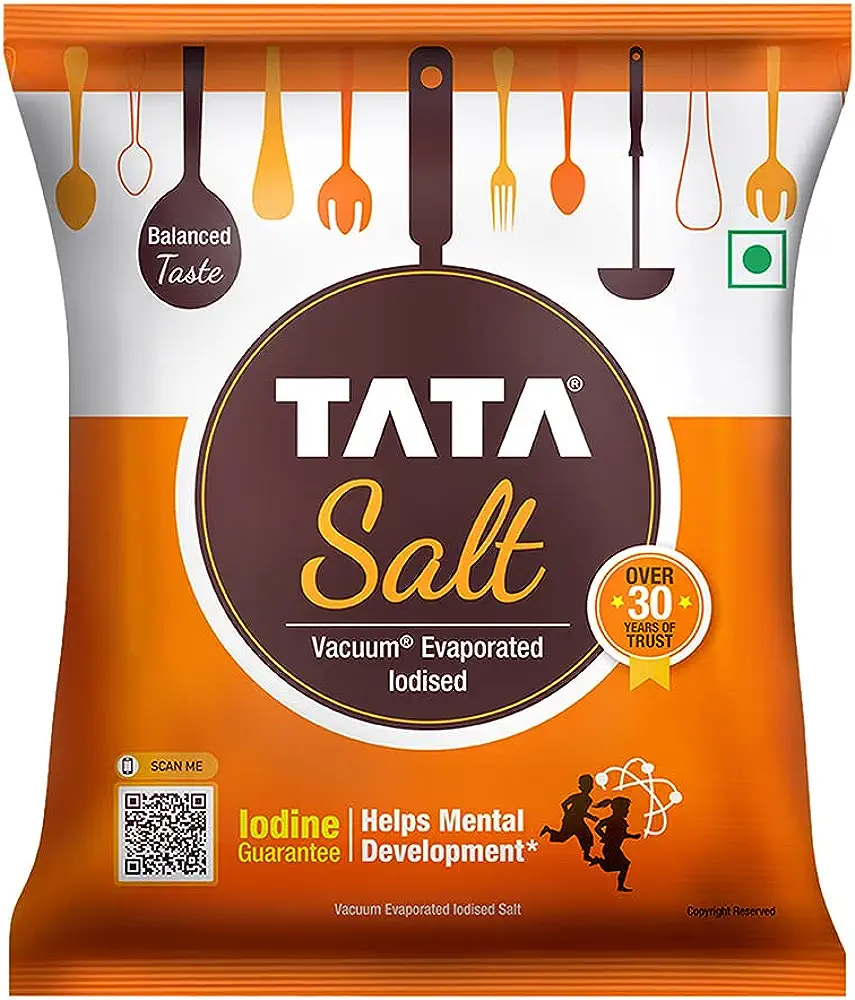 Balanced
Taste
TATA®
Salt
Vacuum® Evaporated
Iodised
OVER
30
YEARS OF
TRUST
SCAN ME
Iodine
Guarantee
Helps Mental
Development*
Vacuum Evaporated Iodised Salt
Copyright Reserved